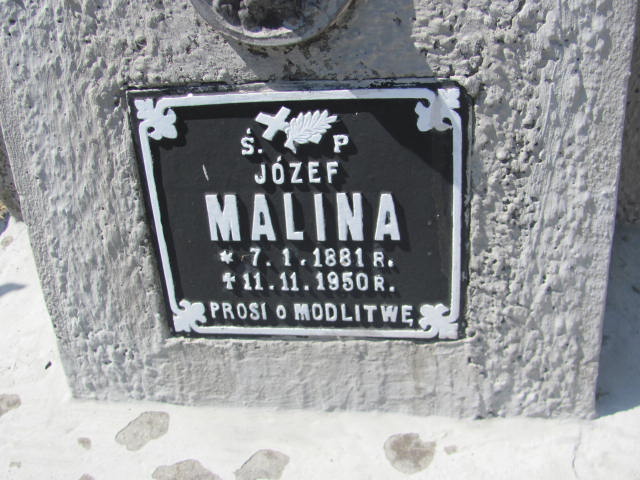 Ś. P
JÓZEF
MALINA
* 7.1.1881 R.
✝ 11.11.1950 R.
PROSI O MODLITWĘ